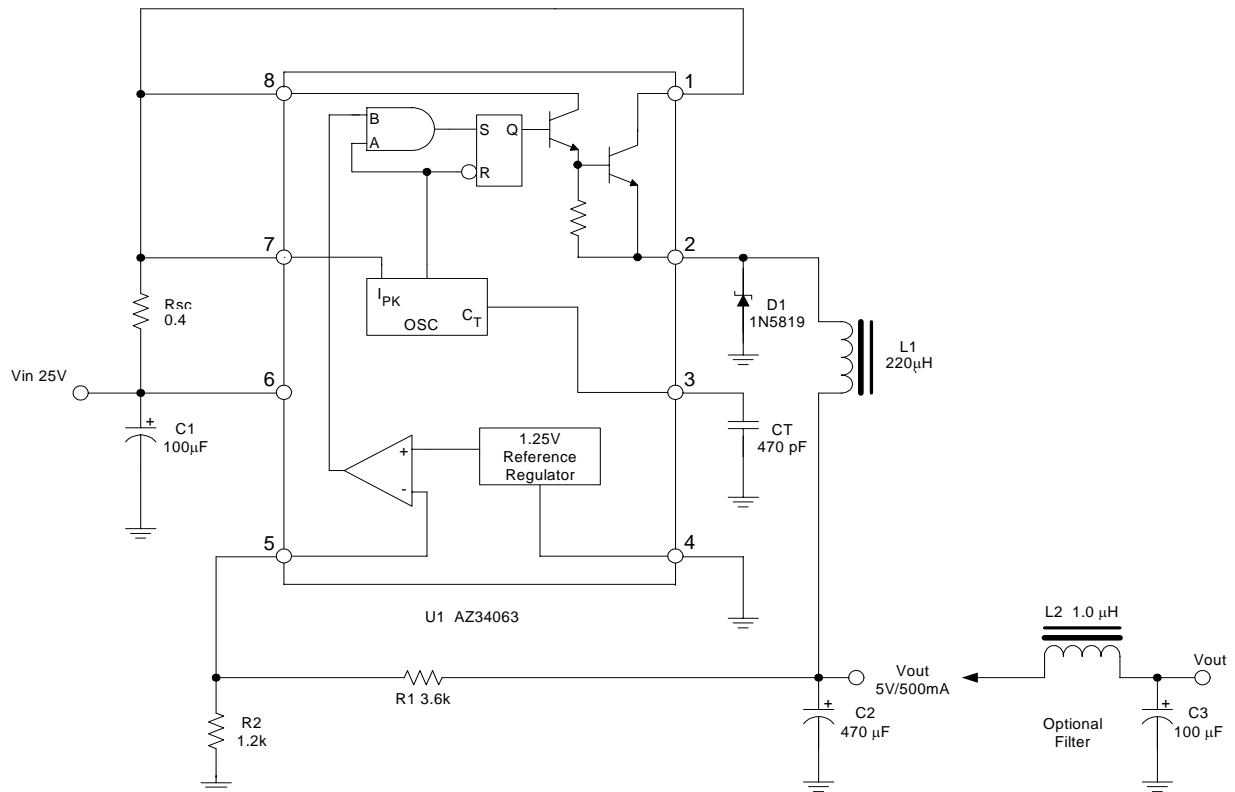 8
1
B
A
S Q
R
7
2
I PK
OSC
C T
Rsc
0.4
D1
1N5819
L1
220µH
Vin 25V
6
3
C1
100µF
+
CT
470 pF
1.25V
Reference
Regulator
+
-
5
4
U1 AZ34063
L2 1.0 µH
Vout
5V/500mA
Vout
R1 3.6k
R2
1.2k
+
C2
470 µF
Optional
Filter
+
C3
100 µF